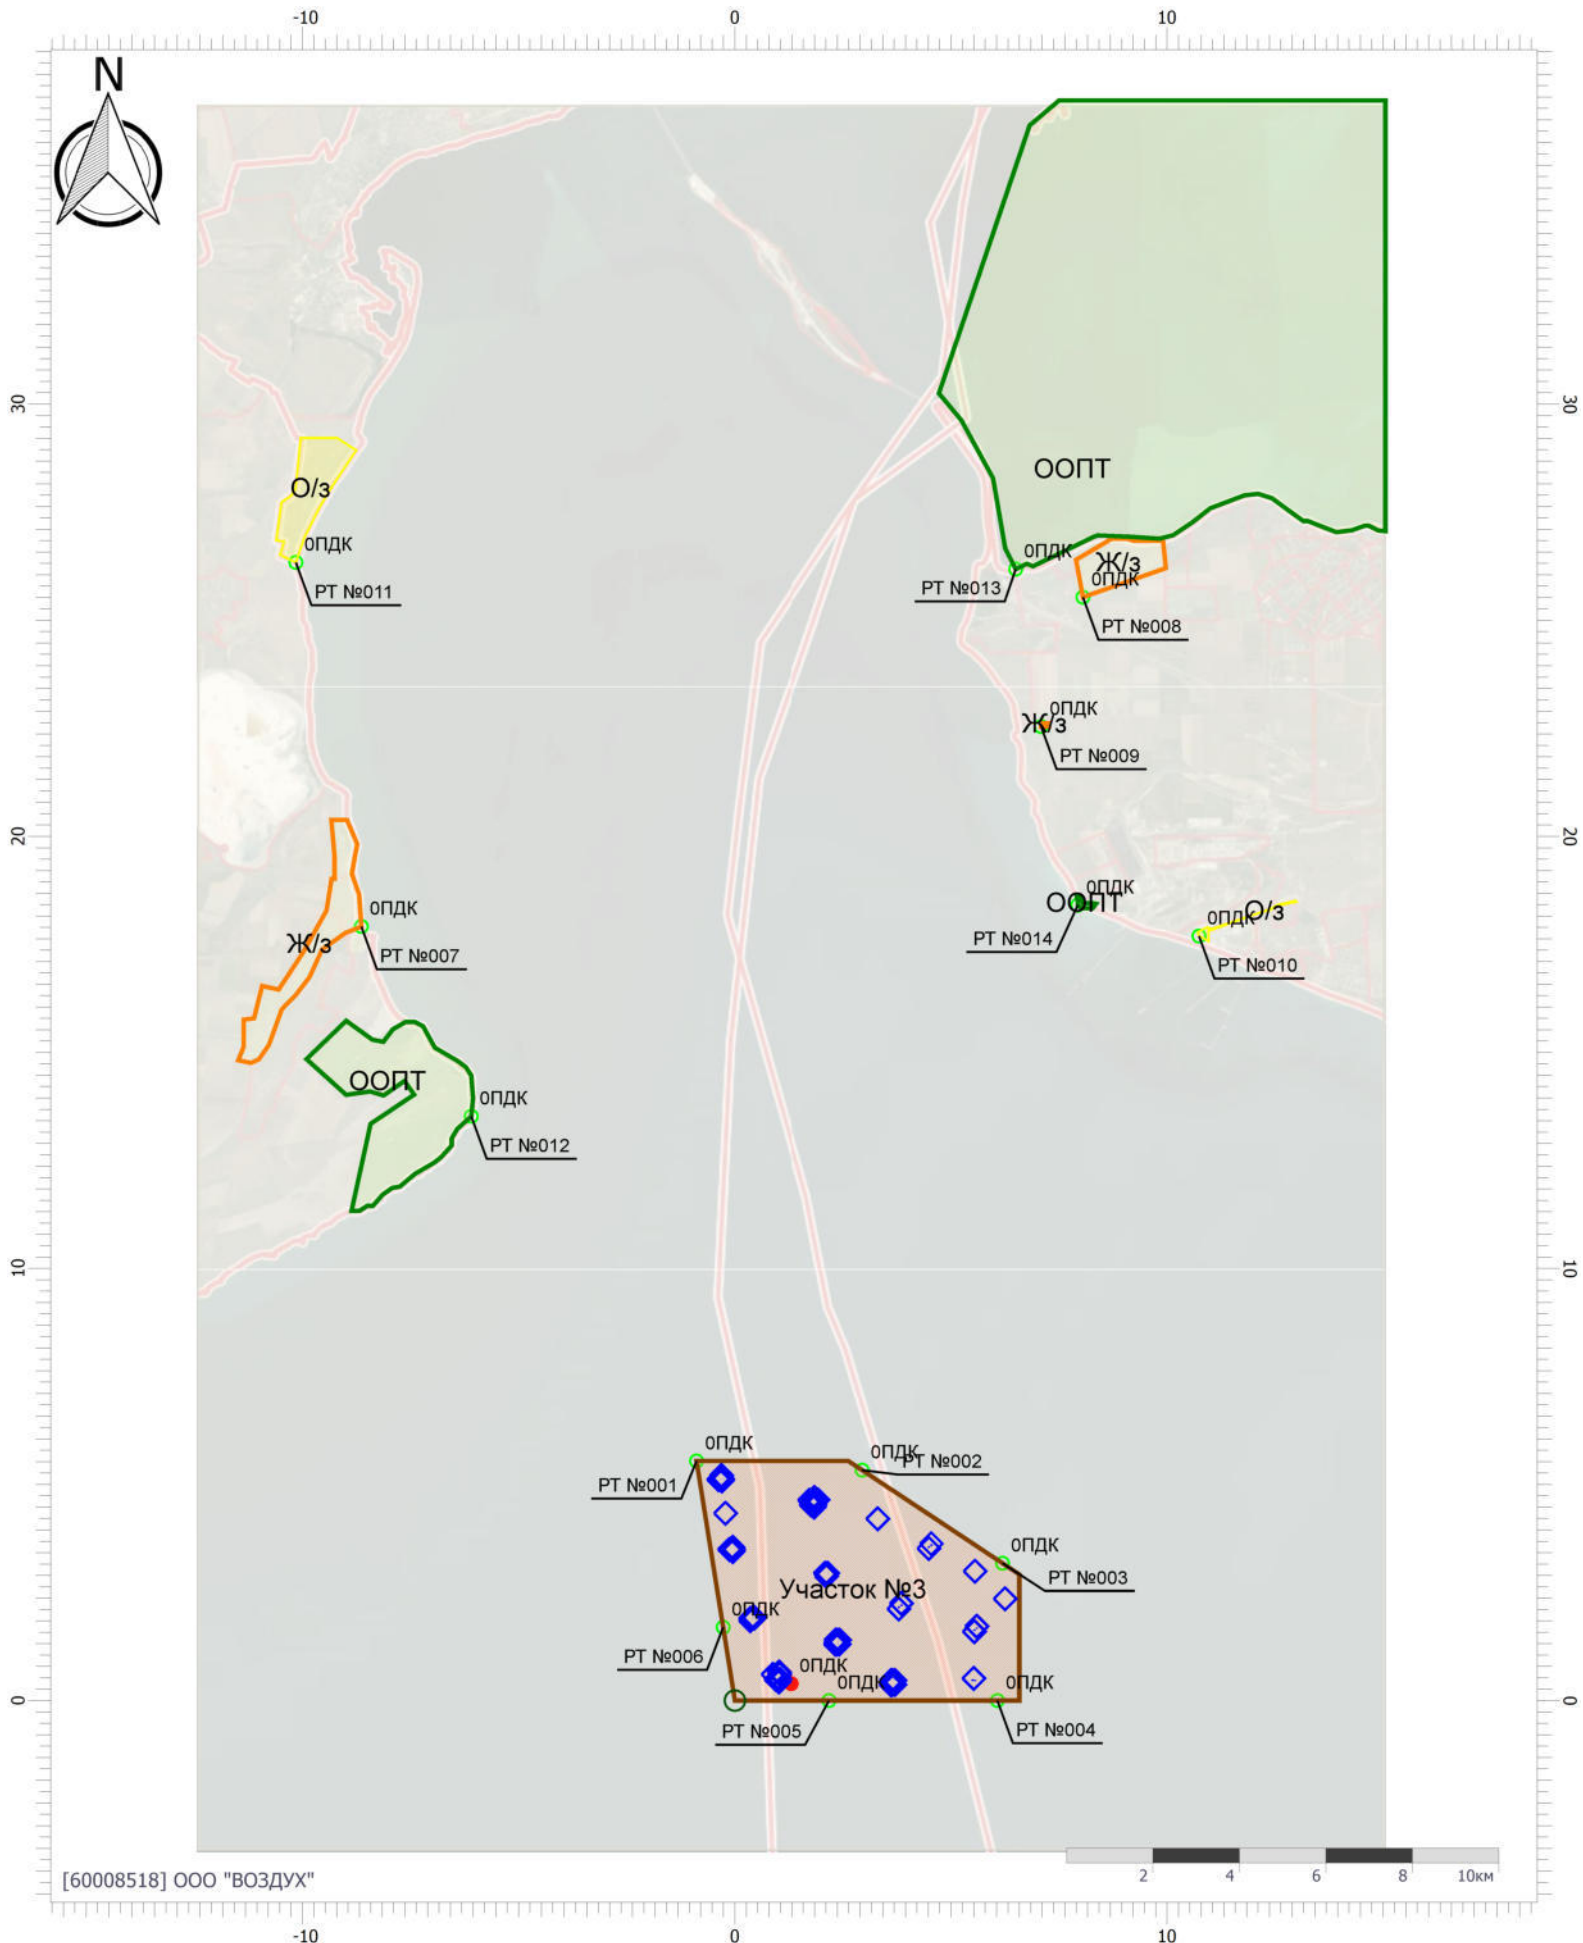 -10
0
10
N
30
30
ООПТ
О/з
0ПДК
0ПДК
Ж/з
0ПДК
РТ №011
РТ №013
РТ №008
0ПДК
Ж/з
РТ №009
20
20
0ПДК
ООПТ
0ПДК
О/з
0ПДК
РТ №014
Ж/з
РТ №007
РТ №010
ООПТ
0ПДК
РТ №012
10
10
0ПДК
0ПДК
РТ №002
РТ №001
0ПДК
РТ №003
Участок №3
0ПДК
РТ №006
0ПДК
0ПДК
0ПДК
0
0
РТ №005
РТ №004
2
4
6
8
10км
[60008518] ООО "ВОЗДУХ"
-10
0
10